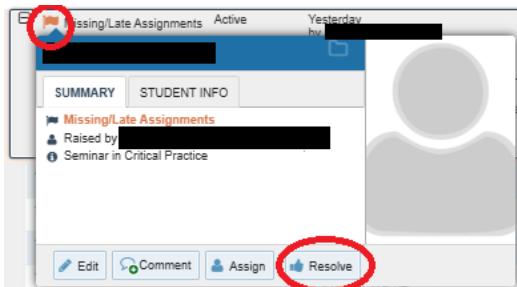 Missing/Late Assignments Active Yesterday
by
SUMMARY STUDENT INFO
Missing/Late Assignments
Raised by
Seminar in Critical Practice
Edit Comment Assign Resolve